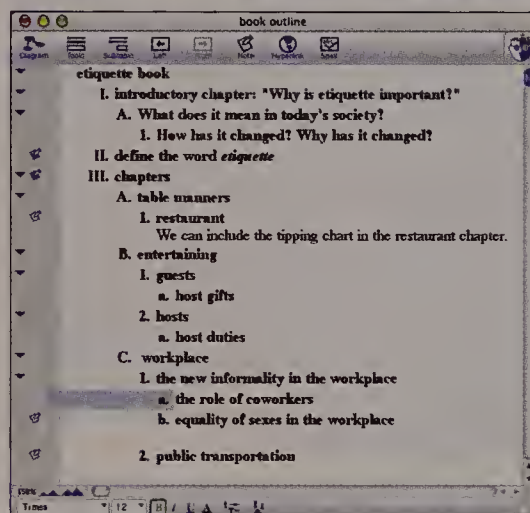 book outline
Diagram Topic Subtopic Left Right Note Hyperlink Spell
etiquette book
I. introductory chapter: "Why is etiquette important?"
A. What does it mean in today's society?
1. How has it changed? Why has it changed?
II. define the word etiquette
III. chapters
A. table manners
1. restaurant
We can include the tipping chart in the restaurant chapter.
B. entertaining
1. guests
a. host gifts
2. hosts
a. host duties
C. workplace
1. the new informality in the workplace
a. the role of coworkers
b. equality of sexes in the workplace
2. public transportation
Times 12 B I U A